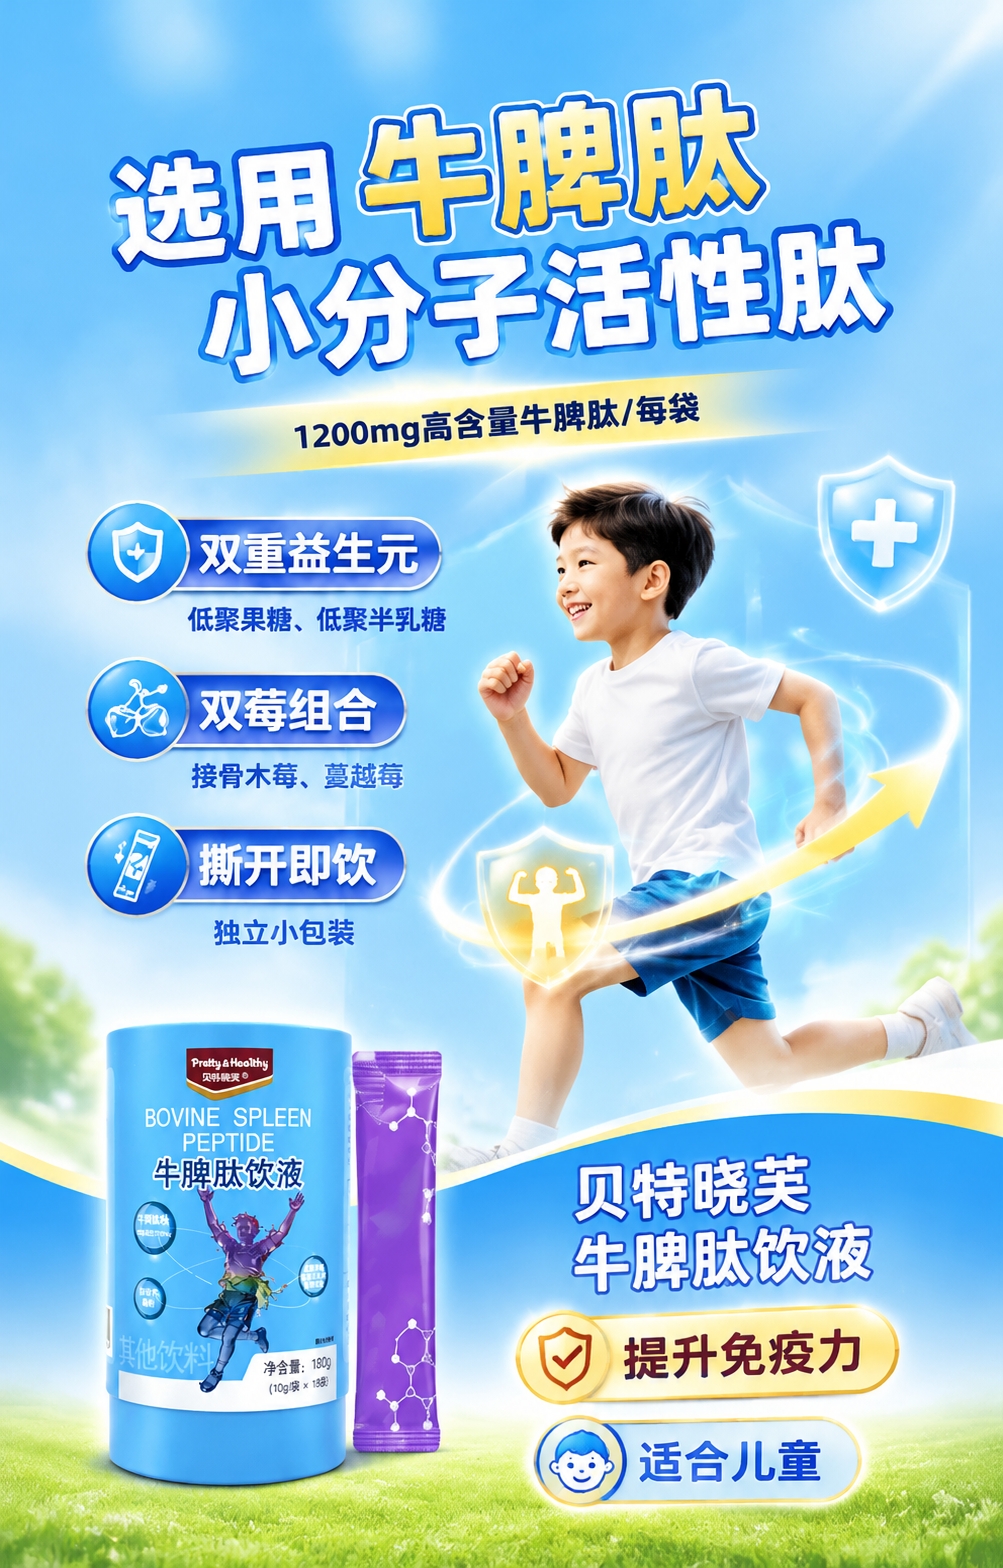 选用牛脾肽
小分子活性肽
1200mg高含量牛脾肽/每袋
双重益生元
低聚果糖、低聚半乳糖
双莓组合
接骨木莓、蔓越莓
撕开即饮
独立小包装
Pretty & Healthy
贝特晓芙®
BOVINE SPLEEN
PEPTIDE
牛脾肽饮液
其他饮料
净含量：180g
(10g/袋 × 18袋)
贝特晓芙
牛脾肽饮液
提升免疫力
适合儿童